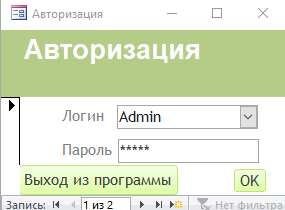 Авторизация
Авторизация
Логин Admin
Пароль *****
Выход из программы OK
Запись: 1 из 2 Нет фильтра